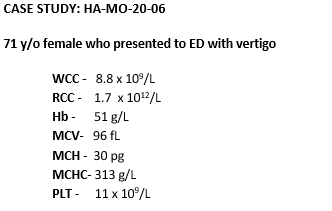 CASE STUDY: HA-MO-20-06
71 y/o female who presented to ED with vertigo
WCC - 8.8 x 10⁹/L
RCC - 1.7 x 10¹²/L
Hb - 51 g/L
MCV- 96 fL
MCH - 30 pg
MCHC- 313 g/L
PLT - 11 x 10⁹/L